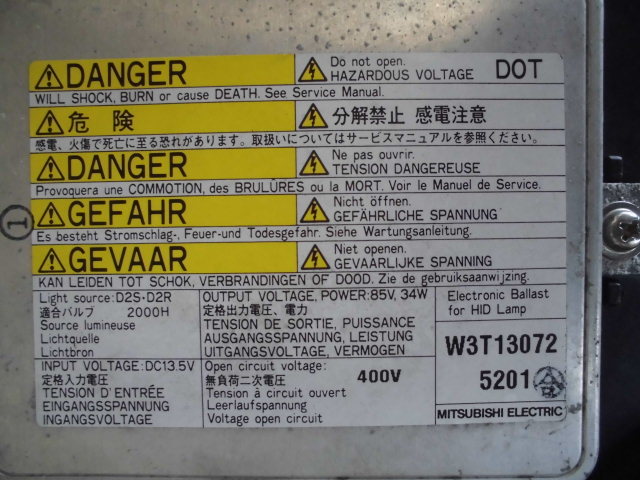 DANGER
Do not open.
HAZARDOUS VOLTAGE
DOT
WILL SHOCK, BURN or cause DEATH. See Service Manual.
危険
分解禁止 感電注意
感電、火傷で死亡に至る恐れがあります。取扱いについてはサービスマニュアルを参照ください。
DANGER
Ne pas ouvrir.
TENSION DANGEREUSE
Provoquera une COMMOTION, des BRULÛRES ou la MORT. Voir le Manuel de Service.
GEFAHR
Nicht öffnen.
GEFÄHRLICHE SPANNUNG
Es besteht Stromschlag-, Feuer-und Todesgefahr. Siehe Wartungsanleitung.
GEVAAR
Niet openen.
GEVAARLIJKE SPANNING
KAN LEIDEN TOT SCHOK, VERBRANDINGEN OF DOOD. Zie de gebruiksaanwijzing.
Light source:D2S·D2R
適合バルブ 2000H
Source lumineuse
Lichtquelle
Lichtbron
OUTPUT VOLTAGE, POWER:85V, 34W
定格出力電圧、電力
TENSION DE SORTIE, PUISSANCE
AUSGANGSSPANNUNG, LEISTUNG
UITGANGSVOLTAGE, VERMOGEN
Electronic Ballast
for HID Lamp
W3T13072
5201
MITSUBISHI ELECTRIC
INPUT VOLTAGE:DC13.5V
定格入力電圧
TENSION D'ENTRÉE
EINGANGSSPANNUNG
INGANGSVOLTAGE
Open circuit voltage:
無負荷二次電圧 400V
Tension à circuit ouvert
Leerlaufspannung
Voltage open circuit
1